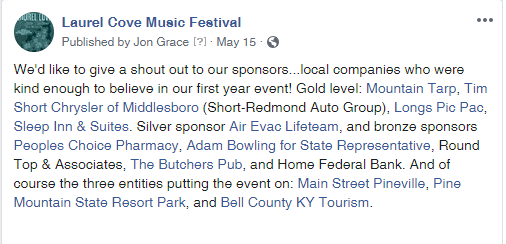 Laurel Cove Music Festival
Published by Jon Grace [?] · May 15 ·
We'd like to give a shout out to our sponsors...local companies who were
kind enough to believe in our first year event! Gold level: Mountain Tarp, Tim
Short Chrysler of Middlesboro (Short-Redmond Auto Group), Longs Pic Pac,
Sleep Inn & Suites. Silver sponsor Air Evac Lifeteam, and bronze sponsors
Peoples Choice Pharmacy, Adam Bowling for State Representative, Round
Top & Associates, The Butchers Pub, and Home Federal Bank. And of
course the three entities putting the event on: Main Street Pineville, Pine
Mountain State Resort Park, and Bell County KY Tourism.